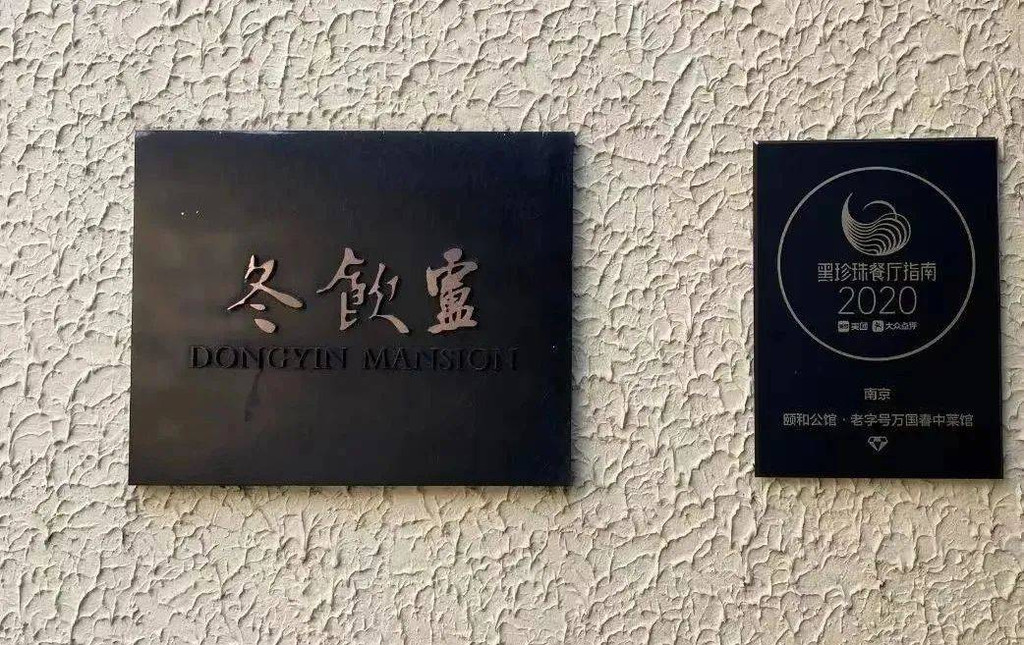 冬飲盧
DONGYIN MANSION
黑珍珠餐厅指南
2020
美团 大众点评
南京
颐和公馆·老字号万国春中菜馆